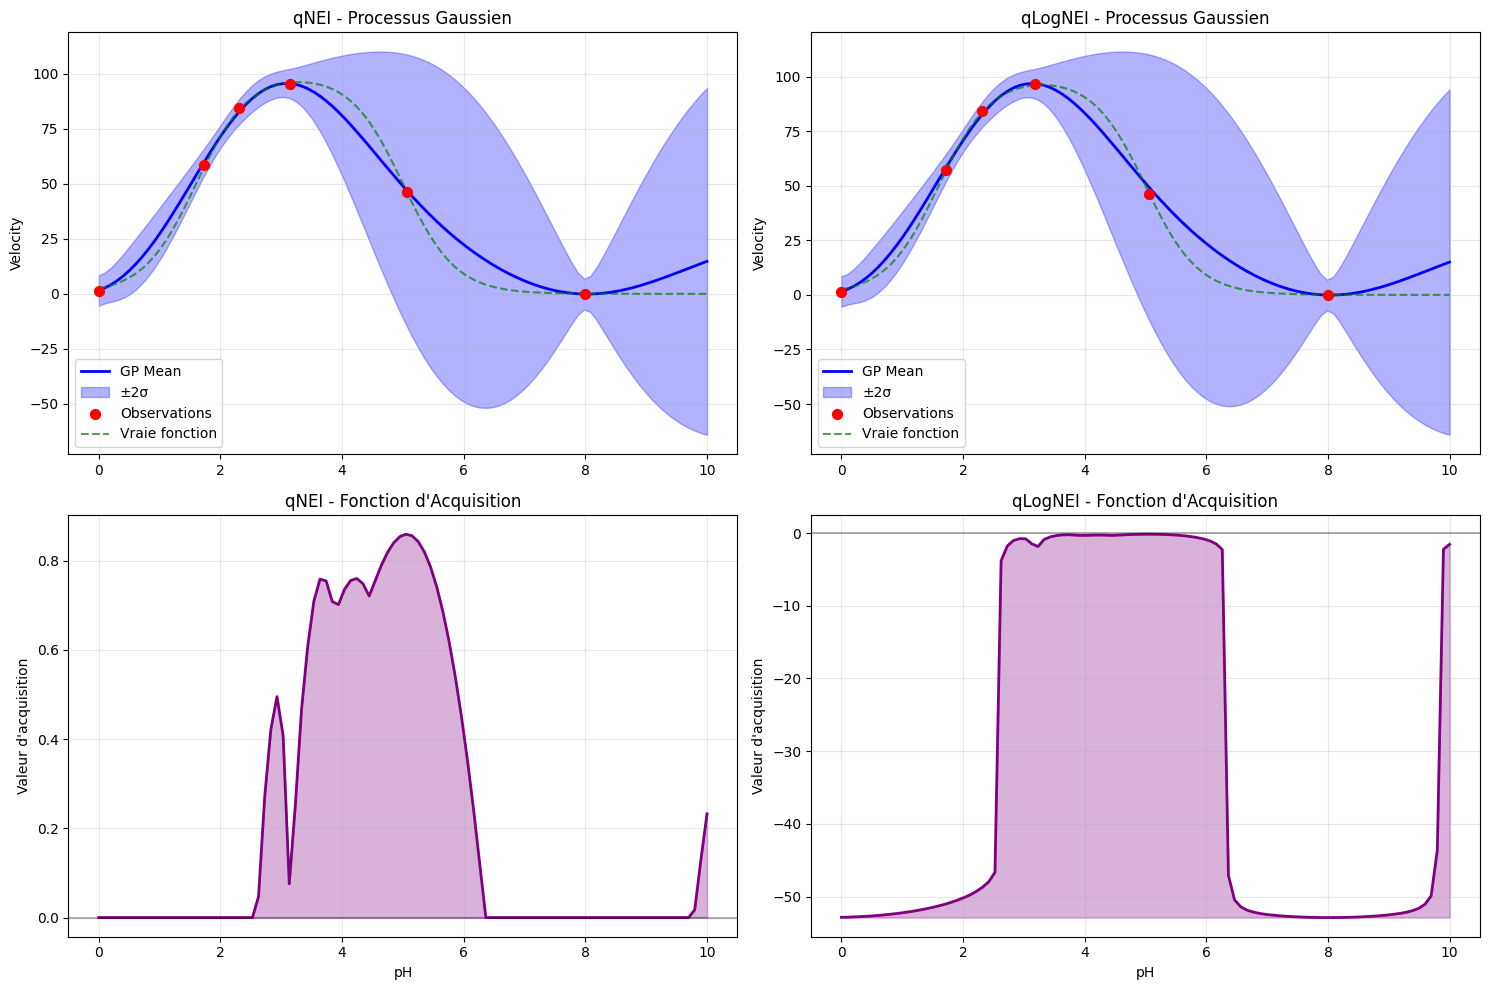 qNEI - Processus Gaussien
Velocity
100
75
50
25
0
−25
−50
GP Mean
±2σ
Observations
Vraie fonction
0 2 4 6 8 10
qLogNEI - Processus Gaussien
Velocity
100
75
50
25
0
−25
−50
GP Mean
±2σ
Observations
Vraie fonction
0 2 4 6 8 10
qNEI - Fonction d'Acquisition
Valeur d'acquisition
0.8
0.6
0.4
0.2
0.0
0 2 4 6 8 10
pH
qLogNEI - Fonction d'Acquisition
Valeur d'acquisition
0
−10
−20
−30
−40
−50
0 2 4 6 8 10
pH